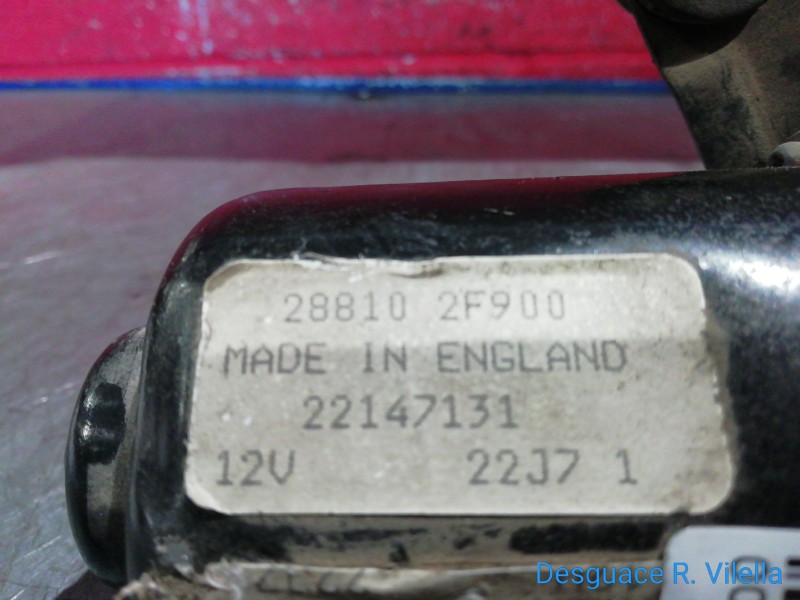 28810 2F900
MADE IN ENGLAND
22147131
12V 22J7 1
Desguace R. Vilella